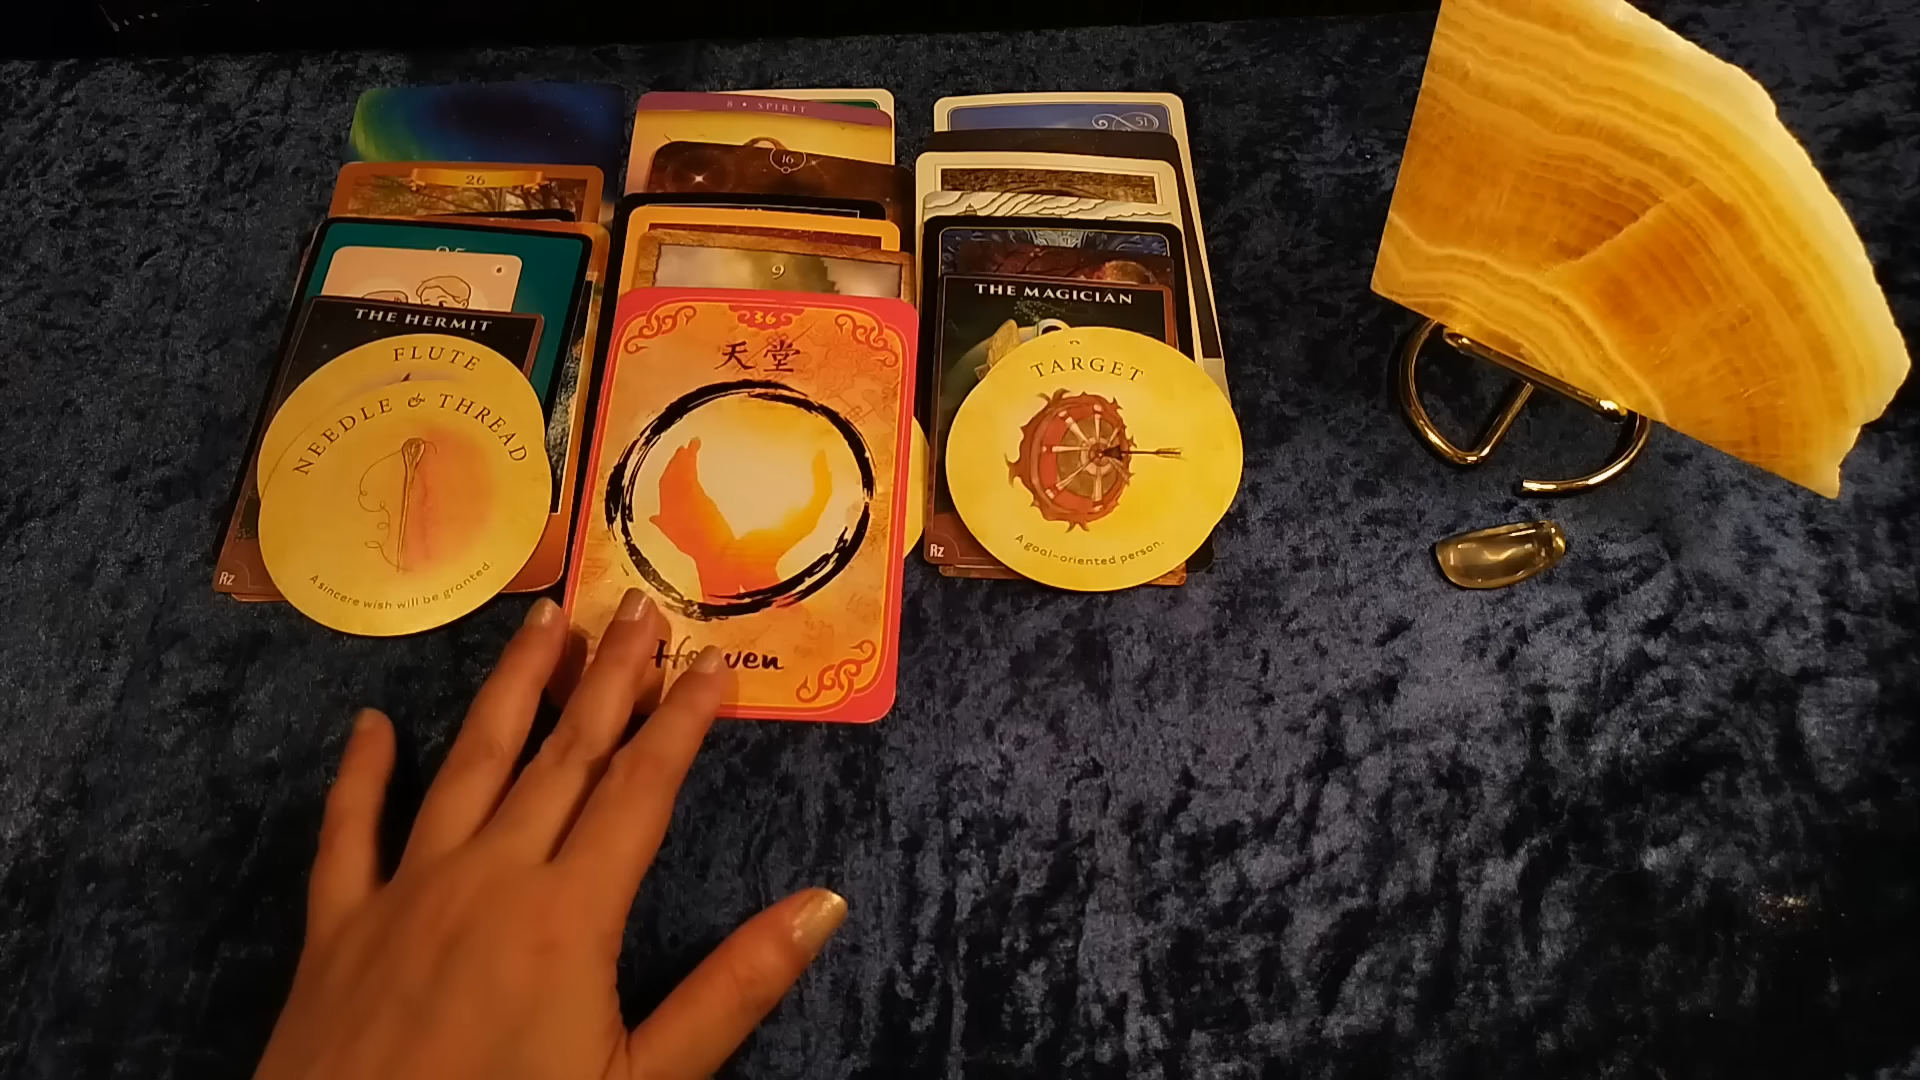 8 • SPIRIT
51
16
26
9
THE HERMIT
FLUTE
NEEDLE & THREAD
A sincere wish will be granted.
Rz
36
天堂
THE MAGICIAN
TARGET
A goal-oriented person.
Rz